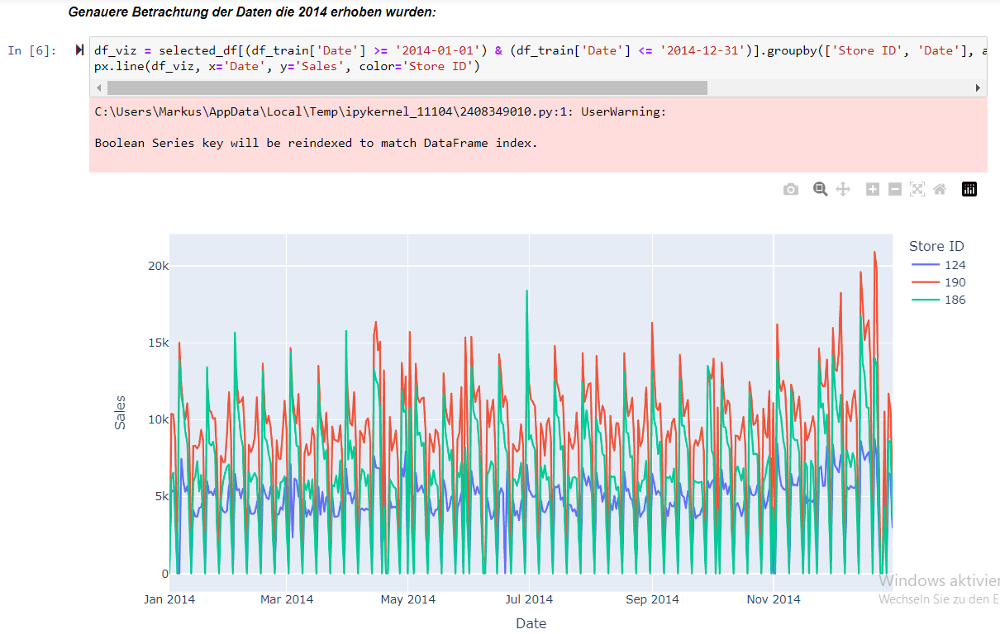 Genauere Betrachtung der Daten die 2014 erhoben wurden:
In [6]:
df_viz = selected_df[(df_train['Date'] >= '2014-01-01') & (df_train['Date'] <= '2014-12-31')].groupby(['Store ID', 'Date'], a
px.line(df_viz, x='Date', y='Sales', color='Store ID')
C:\Users\Markus\AppData\Local\Temp\ipykernel_11104\2408349010.py:1: UserWarning:
Boolean Series key will be reindexed to match DataFrame index.
Store ID
124
190
186
20k
15k
10k
5k
0
Sales
Jan 2014 Mar 2014 May 2014 Jul 2014 Sep 2014 Nov 2014
Date
Windows aktivier
Wechseln Sie zu den E